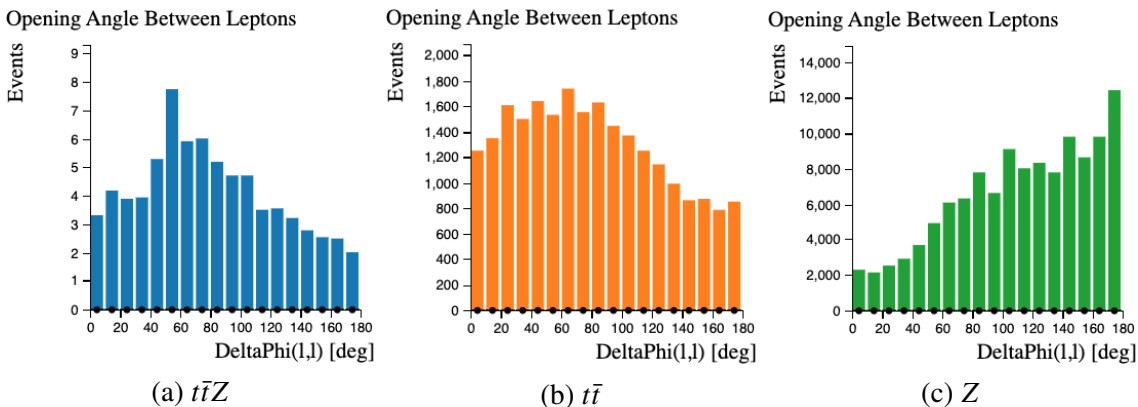 Opening Angle Between Leptons
Events
9
8
7
6
5
4
3
2
1
0
0 20 40 60 80 100 120 140 160 180
DeltaPhi(l,l) [deg]
(a) tt̄Z
Opening Angle Between Leptons
Events
2,000
1,800
1,600
1,400
1,200
1,000
800
600
400
200
0
0 20 40 60 80 100 120 140 160 180
DeltaPhi(l,l) [deg]
(b) tt̄
Opening Angle Between Leptons
Events
14,000
12,000
10,000
8,000
6,000
4,000
2,000
0
0 20 40 60 80 100 120 140 160 180
DeltaPhi(l,l) [deg]
(c) Z